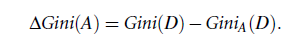 ΔGini(A) = Gini(D) − Gini_A(D).